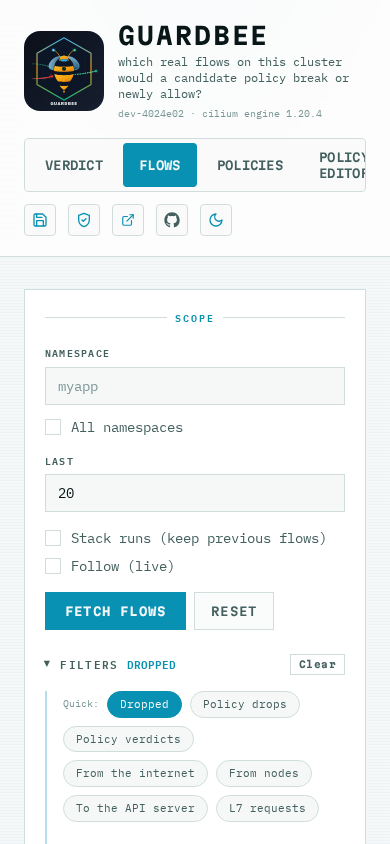 GUARDBEE
GUARDBEE
which real flows on this cluster
would a candidate policy break or
newly allow?
dev-4024e02 · cilium engine 1.20.4
VERDICT
FLOWS
POLICIES
POLICY
EDITOR
SCOPE
NAMESPACE
myapp
All namespaces
LAST
20
Stack runs (keep previous flows)
Follow (live)
FETCH FLOWS
RESET
▼ FILTERS DROPPED
Clear
Quick: Dropped Policy drops
Policy verdicts
From the internet From nodes
To the API server L7 requests